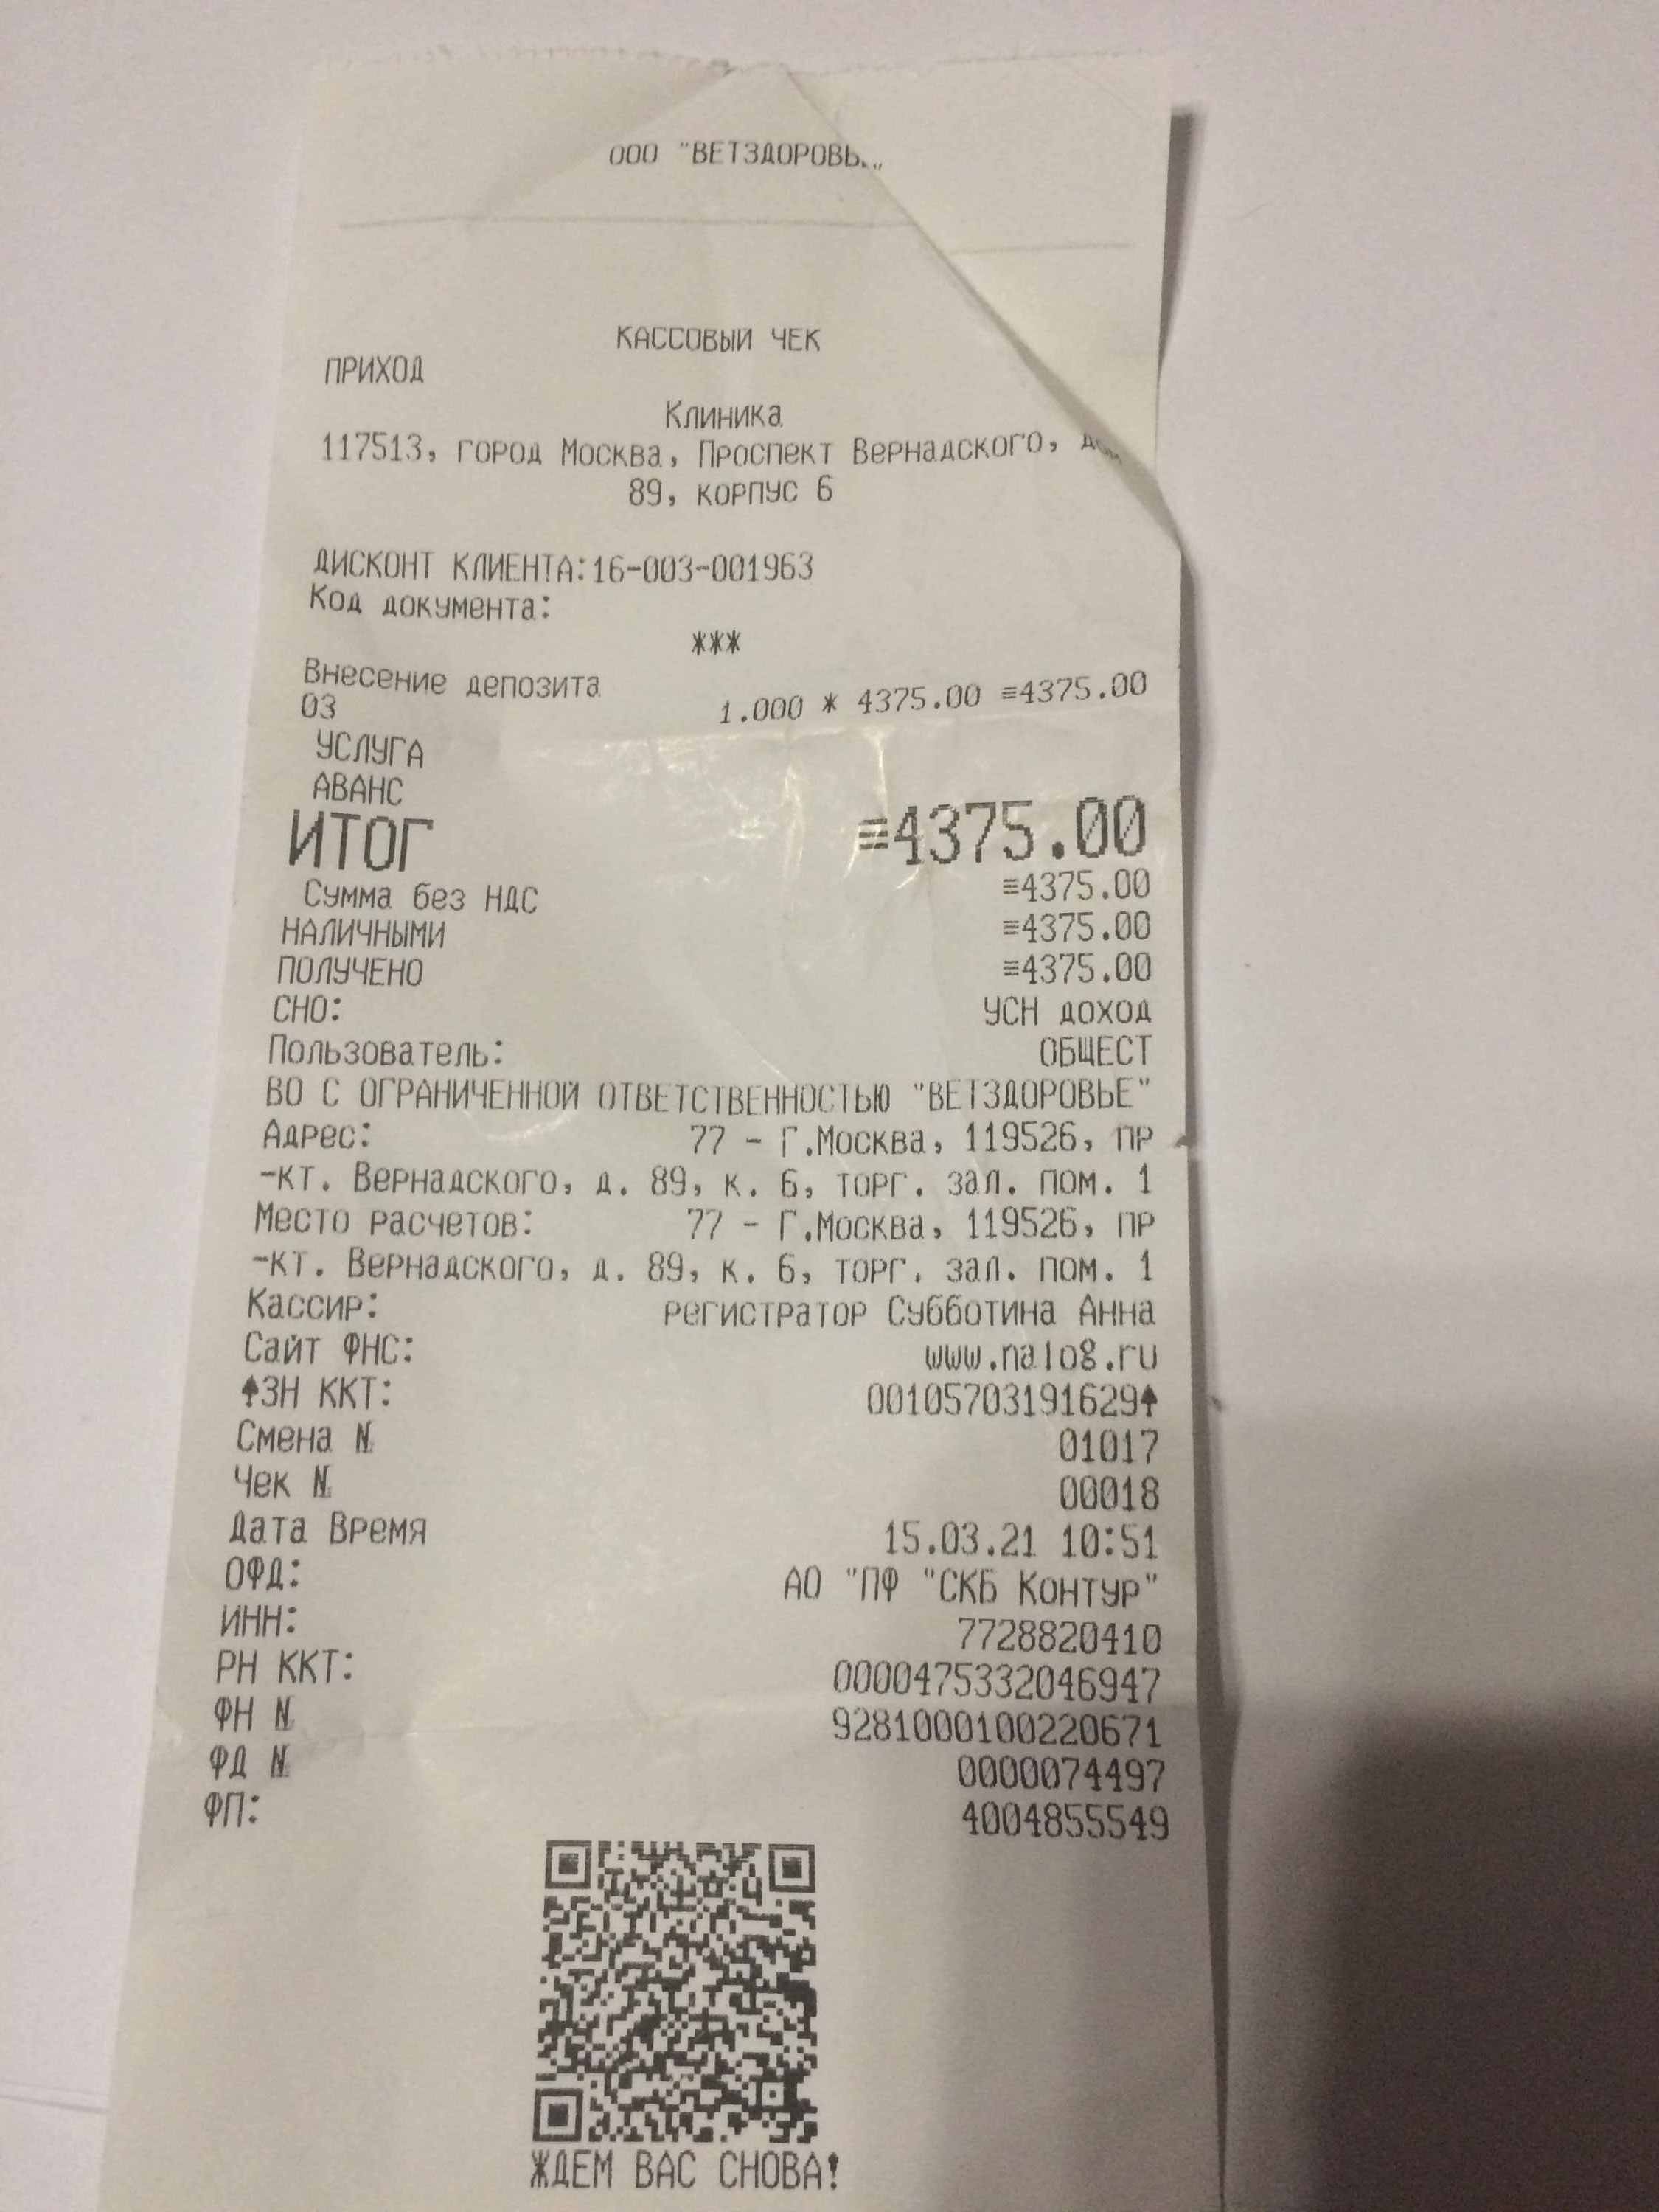 ООО "ВЕТЗДОРОВЬ
КАССОВЫЙ ЧЕК
ПРИХОД
Клиника
117513, город Москва, Проспект Вернадского,
89, корпус 6
ДИСКОНТ КЛИЕНТА:16-003-001963
Код документа:
***
Внесение депозита
03 1.000 * 4375.00 ≡4375.00
УСЛУГА
АВАНС
ИТОГ ≡4375.00
Сумма без НДС ≡4375.00
НАЛИЧНЫМИ ≡4375.00
ПОЛУЧЕНО ≡4375.00
СНО: УСН доход
Пользователь: ОБЩЕСТ
ВО С ОГРАНИЧЕННОЙ ОТВЕТСТВЕННОСТЬЮ "ВЕТЗДОРОВЬЕ"
Адрес: 77 - Г.Москва, 119526, пр
-кт. Вернадского, д. 89, к. 6, торг. зал. пом. 1
Место расчетов: 77 - Г.Москва, 119526, пр
-кт. Вернадского, д. 89, к. 6, торг. зал. пом. 1
Кассир: регистратор Субботина Анна
Сайт ФНС: www.nalog.ru
↑ЗН ККТ: 00105703191629↑
Смена № 01017
Чек № 00018
Дата Время 15.03.21 10:51
ОФД: АО "ПФ "СКБ Контур"
ИНН: 7728820410
РН ККТ: 0000475332046947
ФН № 9281000100220671
ФД № 0000074497
ФП: 4004855549
ЖДЕМ ВАС СНОВА!